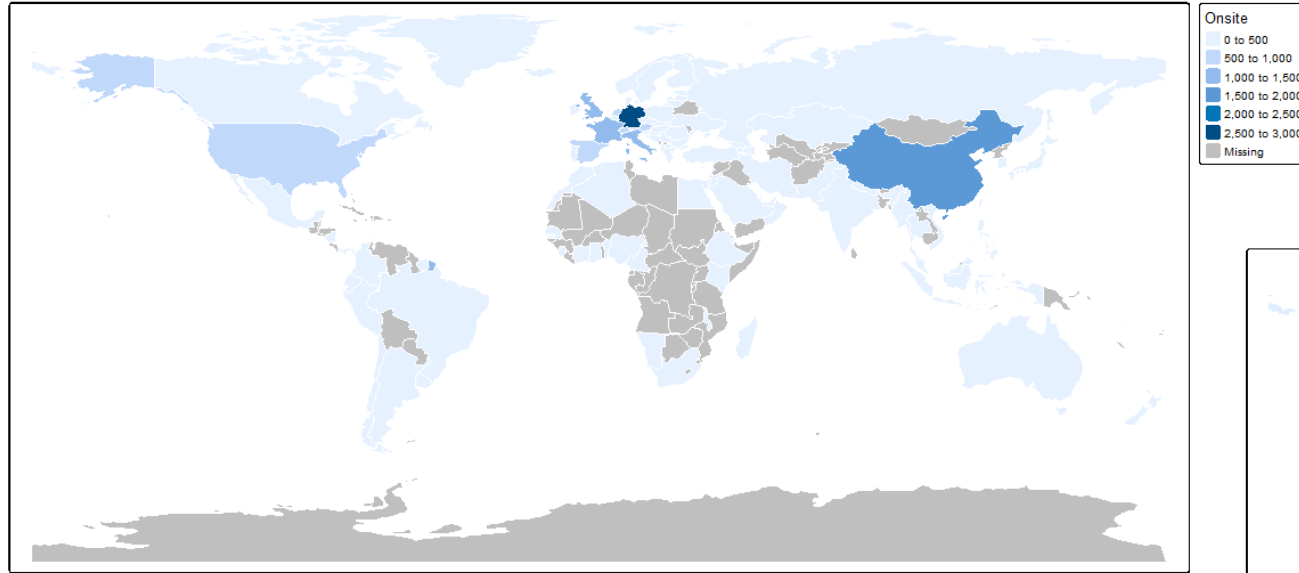 Onsite
0 to 500
500 to 1,000
1,000 to 1,500
1,500 to 2,000
2,000 to 2,500
2,500 to 3,000
Missing